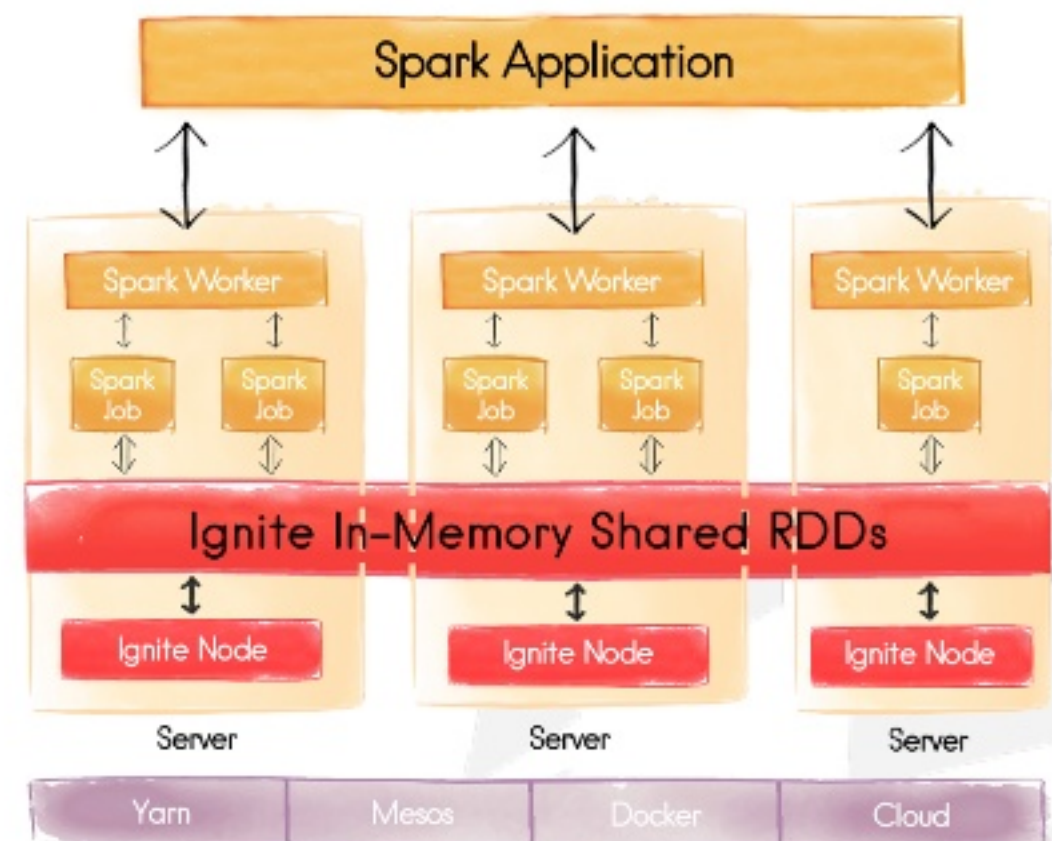 Spark Application
Spark Worker Spark Worker Spark Worker
Spark Spark Spark Spark Spark
Job Job Job Job Job
Ignite In-Memory Shared RDDs
Ignite Node Ignite Node Ignite Node
Server Server Server
Yarn Mesos Docker Cloud